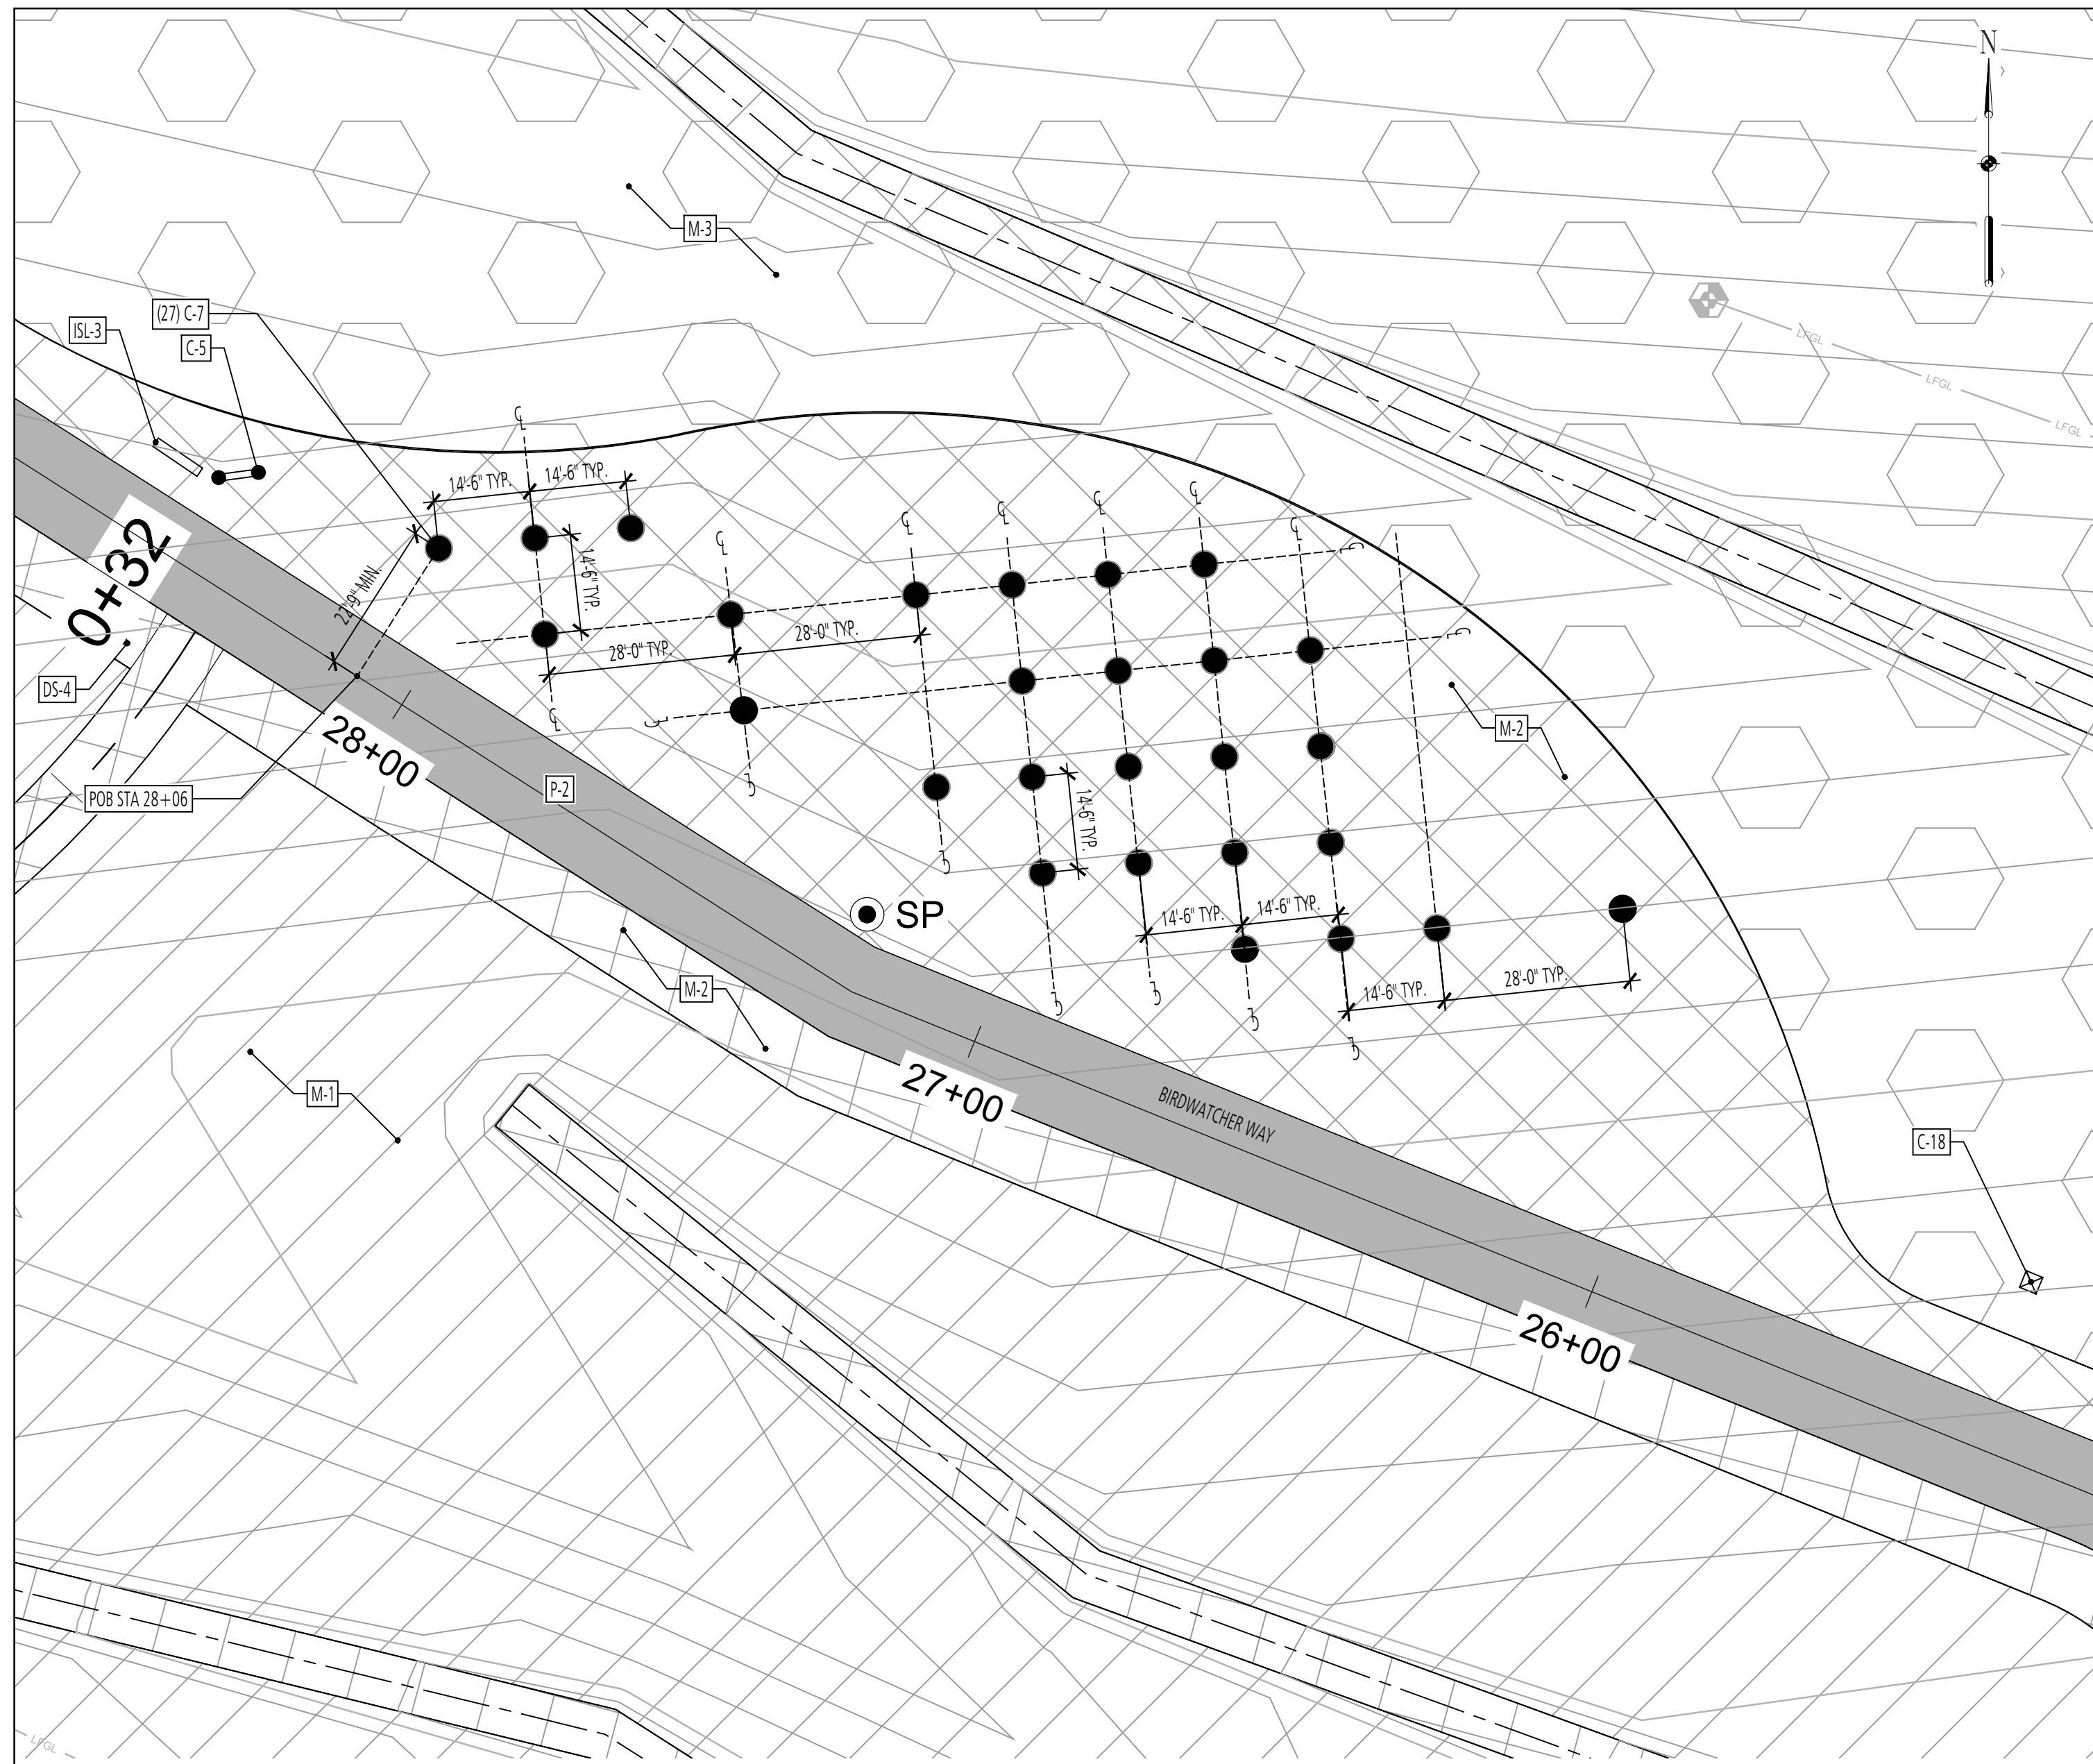 N
M-3
LFGL
LFGL
LFGL
(27) C-7
ISL-3
C-5
℄
14'-6" TYP.
14'-6" TYP.
℄
℄
℄
℄
℄
℄
℄
22'-9" MIN.
14'-6" TYP.
0+32
28'-0" TYP.
28'-0" TYP.
℄
DS-4
℄
℄
M-2
28+00
P-2
POB STA 28+06
℄
14'-6" TYP.
℄
SP
14'-6" TYP.
14'-6" TYP.
M-2
14'-6" TYP.
28'-0" TYP.
℄
℄
℄
℄
M-1
27+00
BIRDWATCHER WAY
C-18
26+00
LFGL